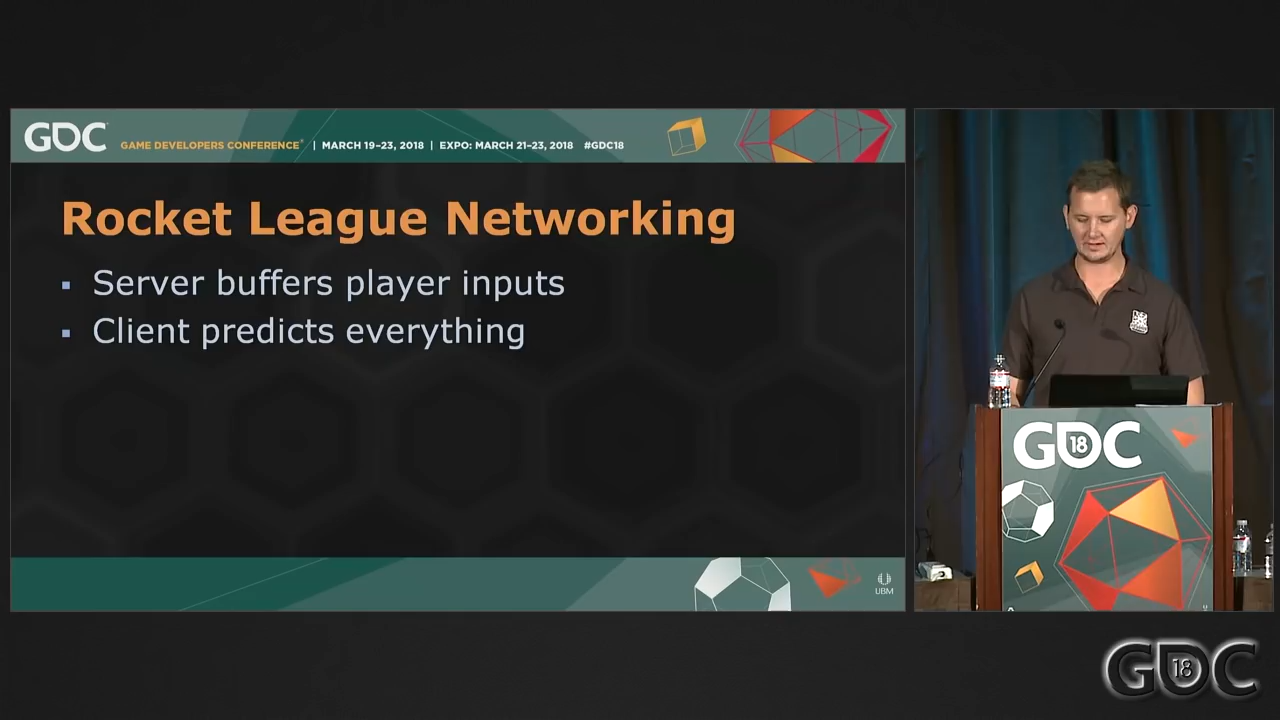 GDC GAME DEVELOPERS CONFERENCE® | MARCH 19–23, 2018 | EXPO: MARCH 21–23, 2018 #GDC18
Rocket League Networking
▪ Server buffers player inputs
▪ Client predicts everything
UBM
GDC
18
GDC
18